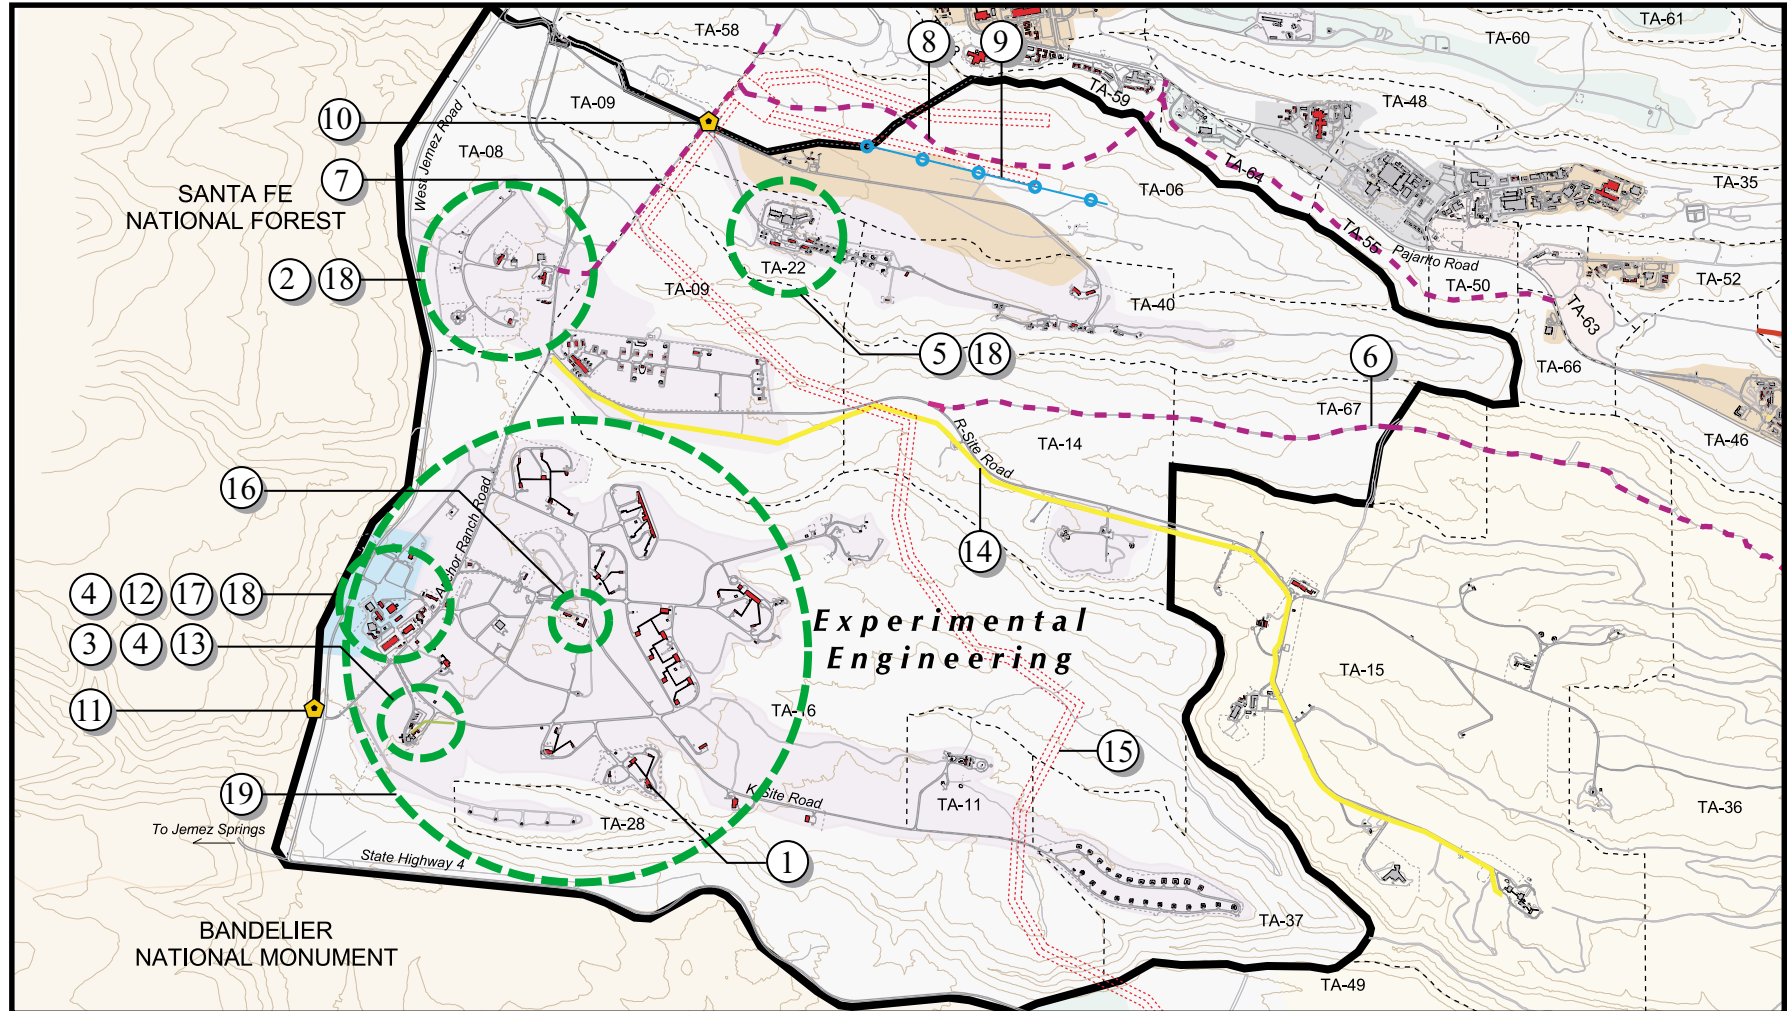 TA-58
8
9
TA-60
TA-61
TA-09
TA-59
TA-48
10
West Jemez Road
TA-08
7
TA-64
TA-06
TA-35
SANTA FE
NATIONAL FOREST
TA-55
Pajarito Road
2
18
TA-22
TA-09
TA-50
TA-52
TA-40
TA-63
5
18
6
TA-66
TA-67
TA-14
TA-46
R-Site Road
16
Anchor Ranch Road
14
4
12
17
18
Experimental
Engineering
3
4
13
TA-15
11
TA-16
15
19
K-Site Road
TA-11
TA-36
TA-28
To Jemez Springs
State Highway 4
1
TA-37
BANDELIER
NATIONAL MONUMENT
TA-49